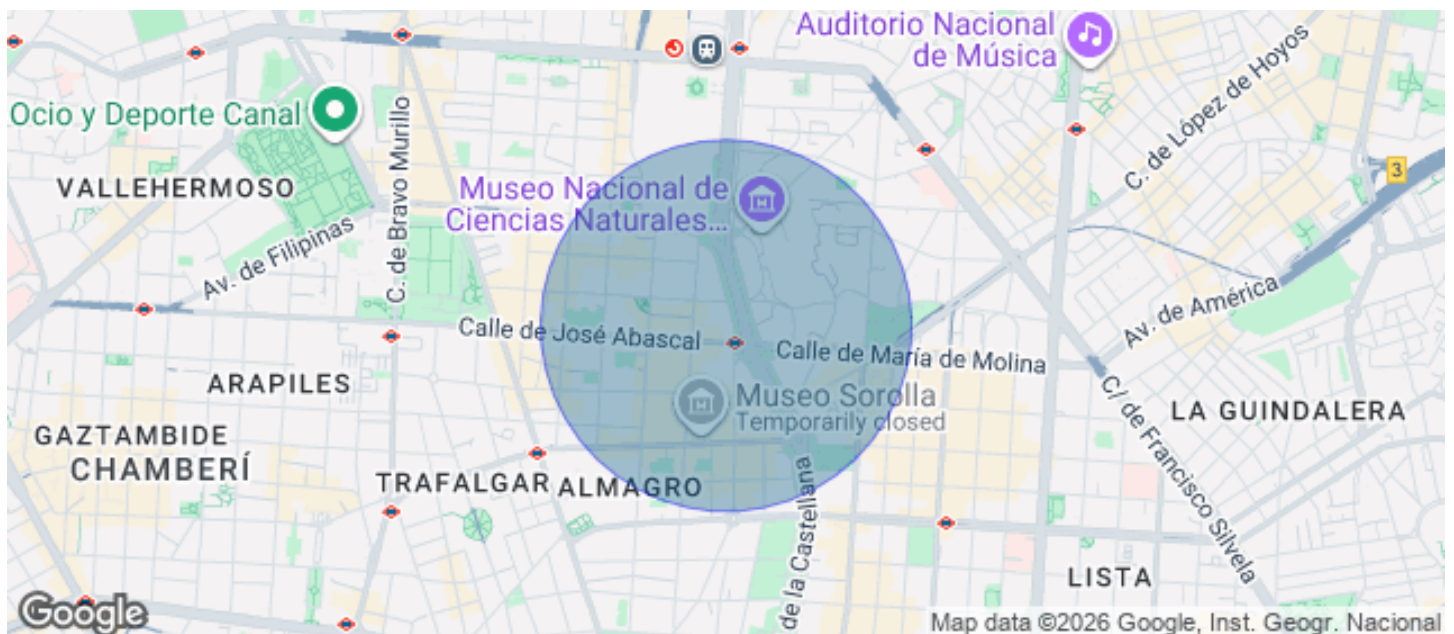 Auditorio Nacional
de Música
Ocio y Deporte Canal
C. de Bravo Murillo
C. de López de Hoyos
3
VALLEHERMOSO
Museo Nacional de
Ciencias Naturales...
Av. de Filipinas
Av. de América
Calle de José Abascal
Calle de María de Molina
ARAPILES
Museo Sorolla
Temporarily closed
C/ de Francisco Silvela
LA GUINDALERA
GAZTAMBIDE
CHAMBERÍ
TRAFALGAR
ALMAGRO
de la Castellana
LISTA
Google
Map data ©2026 Google, Inst. Geogr. Nacional